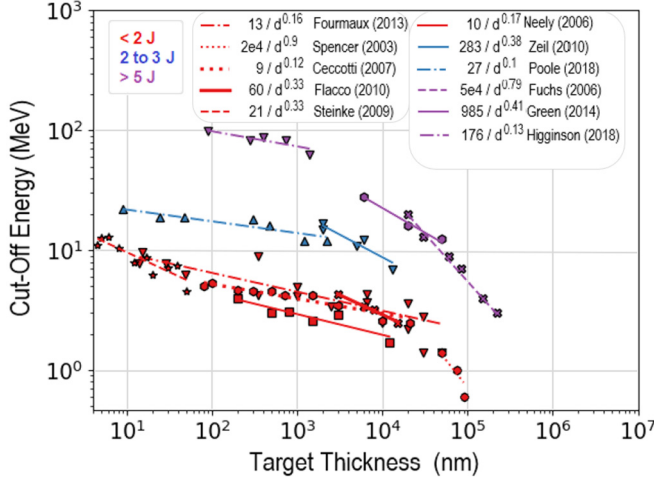 10³
10²
10¹
10⁰
Cut-Off Energy (MeV)
< 2 J
2 to 3 J
> 5 J
13 / d^0.16 Fourmaux (2013)
2e4 / d^0.9 Spencer (2003)
9 / d^0.12 Ceccotti (2007)
60 / d^0.33 Flacco (2010)
21 / d^0.33 Steinke (2009)
10 / d^0.17 Neely (2006)
283 / d^0.38 Zeil (2010)
27 / d^0.1 Poole (2018)
5e4 / d^0.79 Fuchs (2006)
985 / d^0.41 Green (2014)
176 / d^0.13 Higginson (2018)
10¹ 10² 10³ 10⁴ 10⁵ 10⁶ 10⁷
Target Thickness (nm)